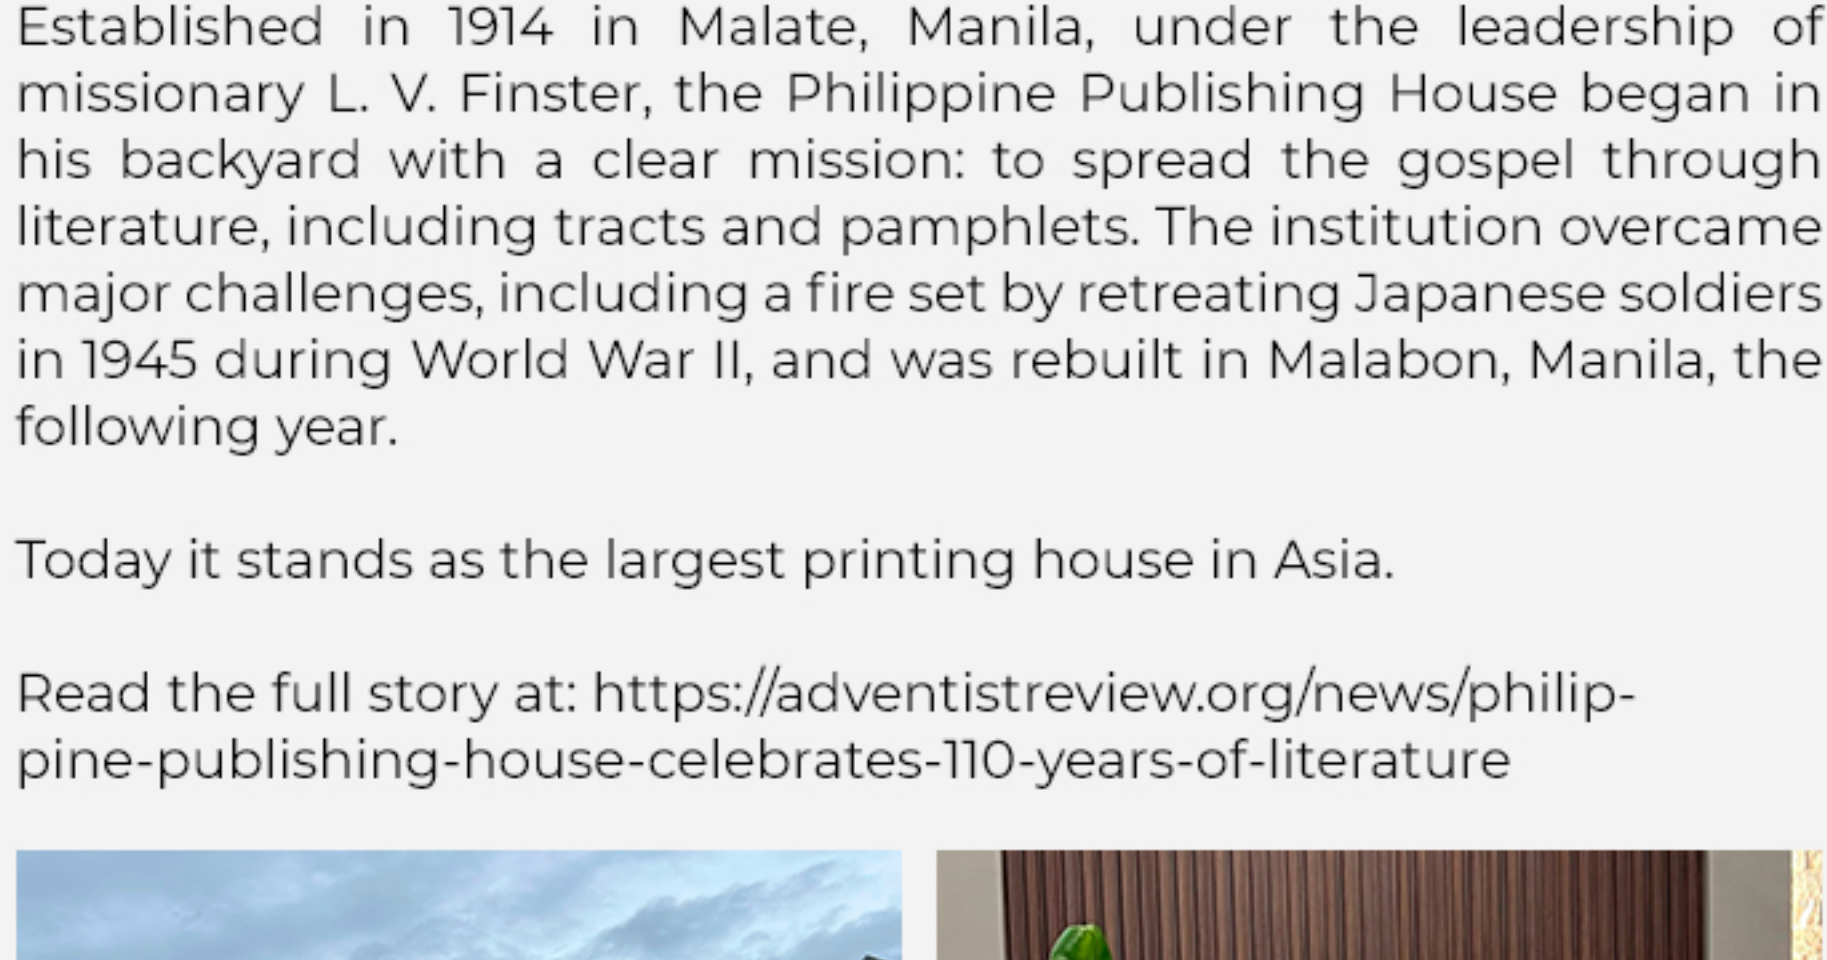 Established in 1914 in Malate, Manila, under the leadership of
missionary L. V. Finster, the Philippine Publishing House began in
his backyard with a clear mission: to spread the gospel through
literature, including tracts and pamphlets. The institution overcame
major challenges, including a fire set by retreating Japanese soldiers
in 1945 during World War II, and was rebuilt in Malabon, Manila, the
following year.
Today it stands as the largest printing house in Asia.
Read the full story at: https://adventistreview.org/news/philip-
pine-publishing-house-celebrates-110-years-of-literature